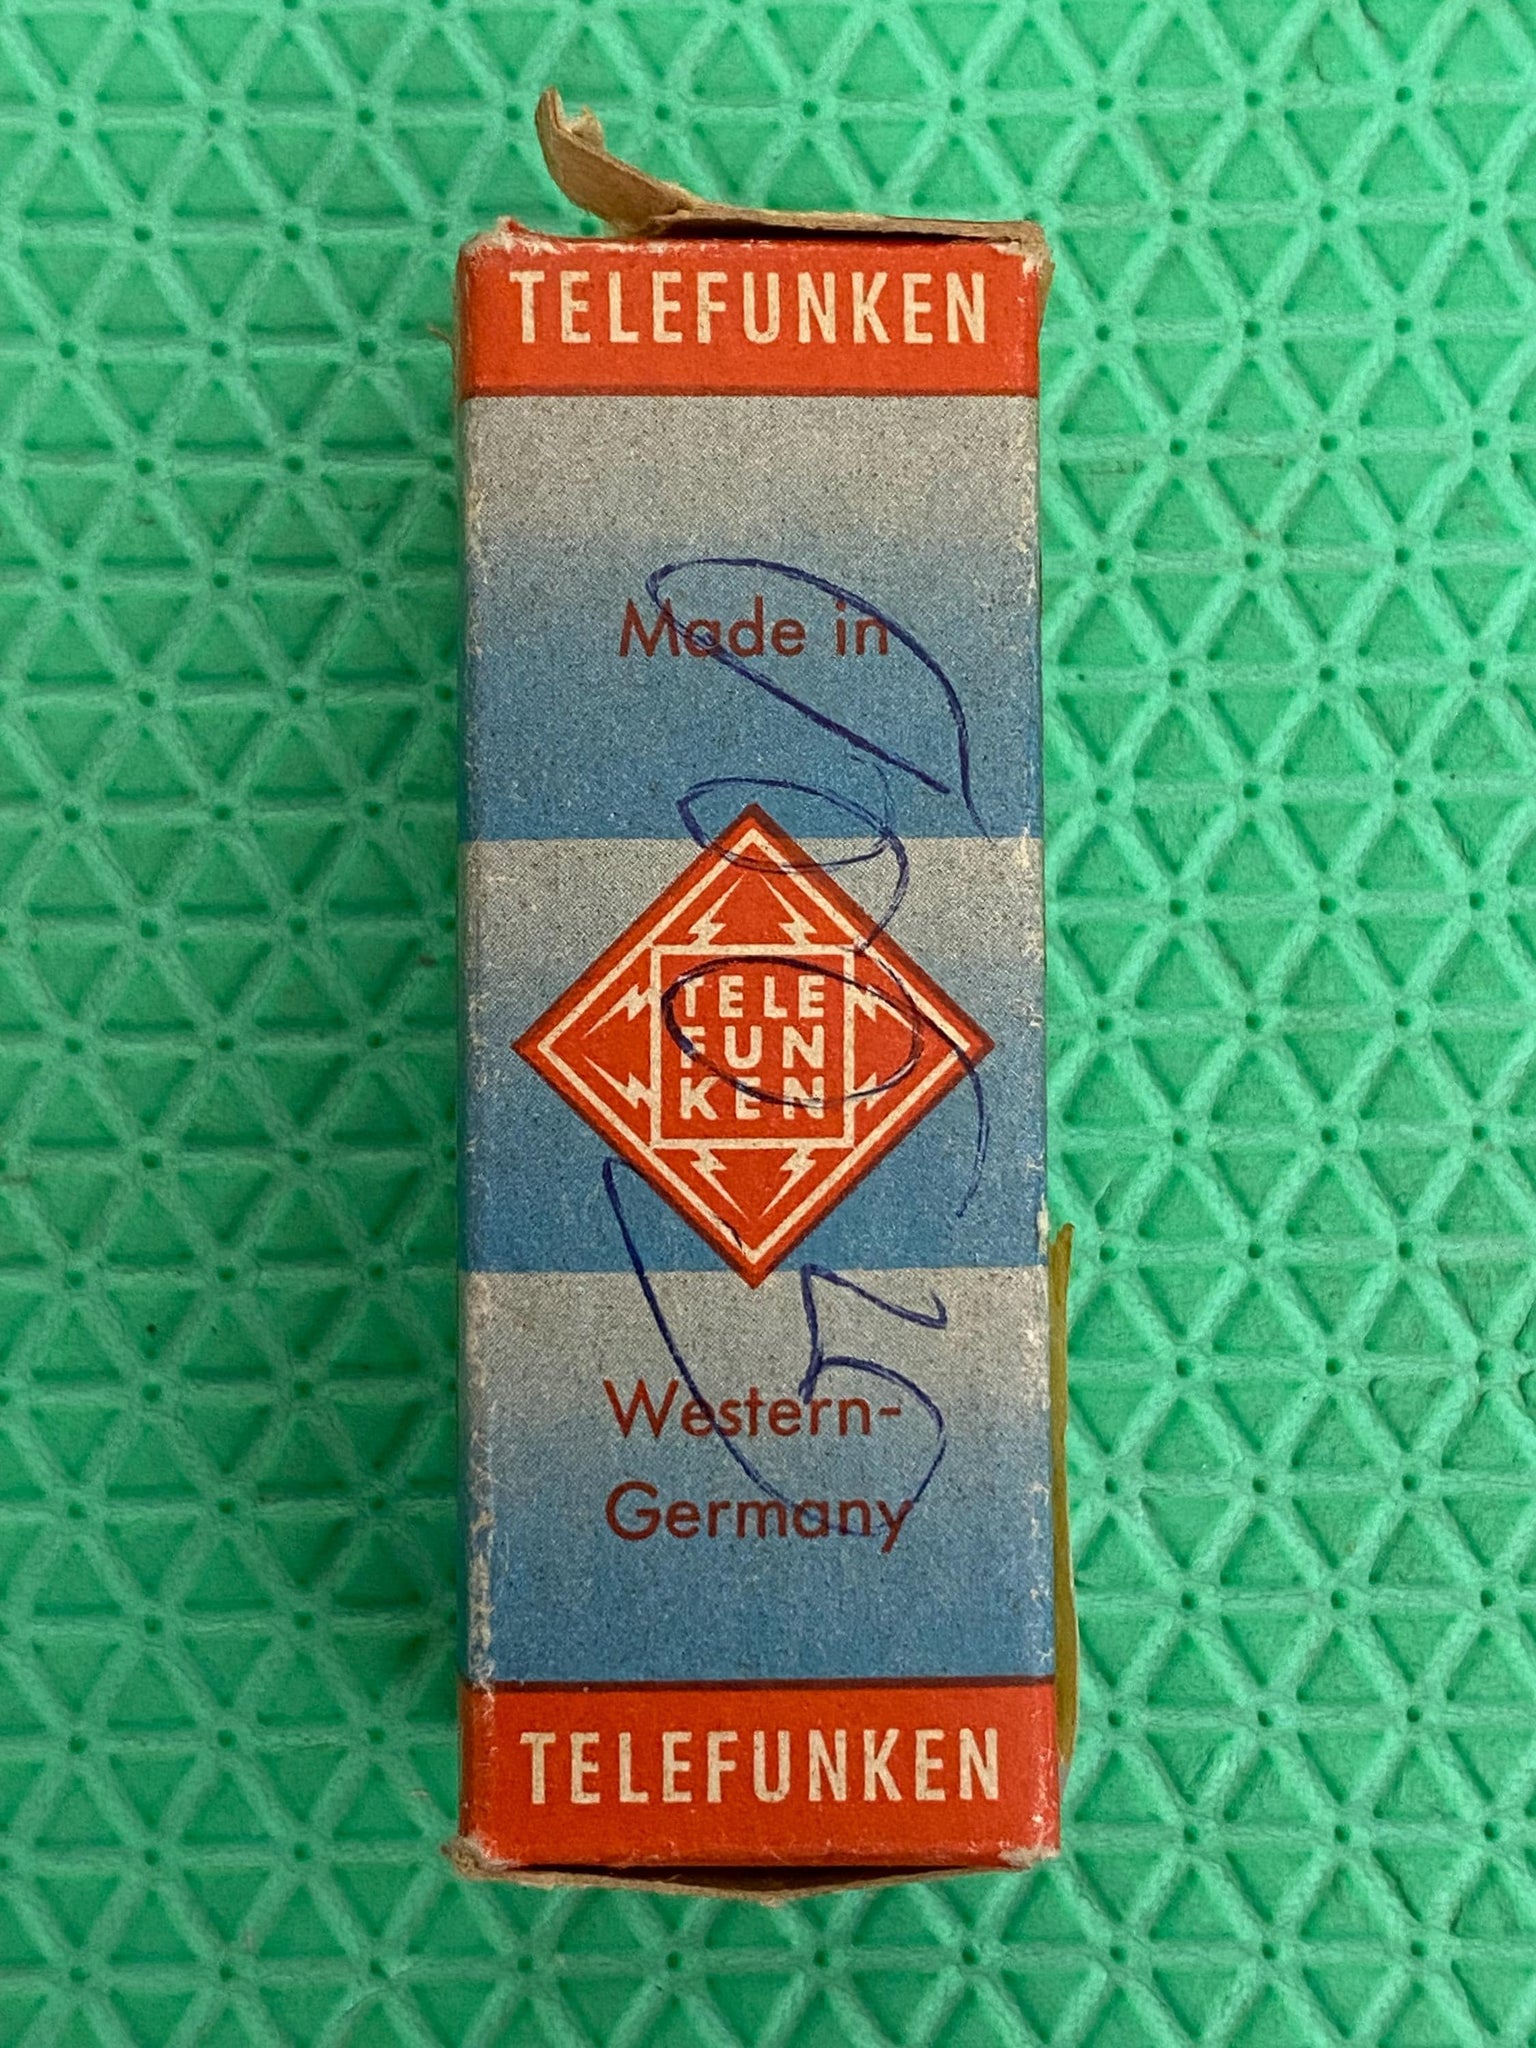 TELEFUNKEN
Made in
TELE
FUN
KEN
Western-
Germany
TELEFUNKEN